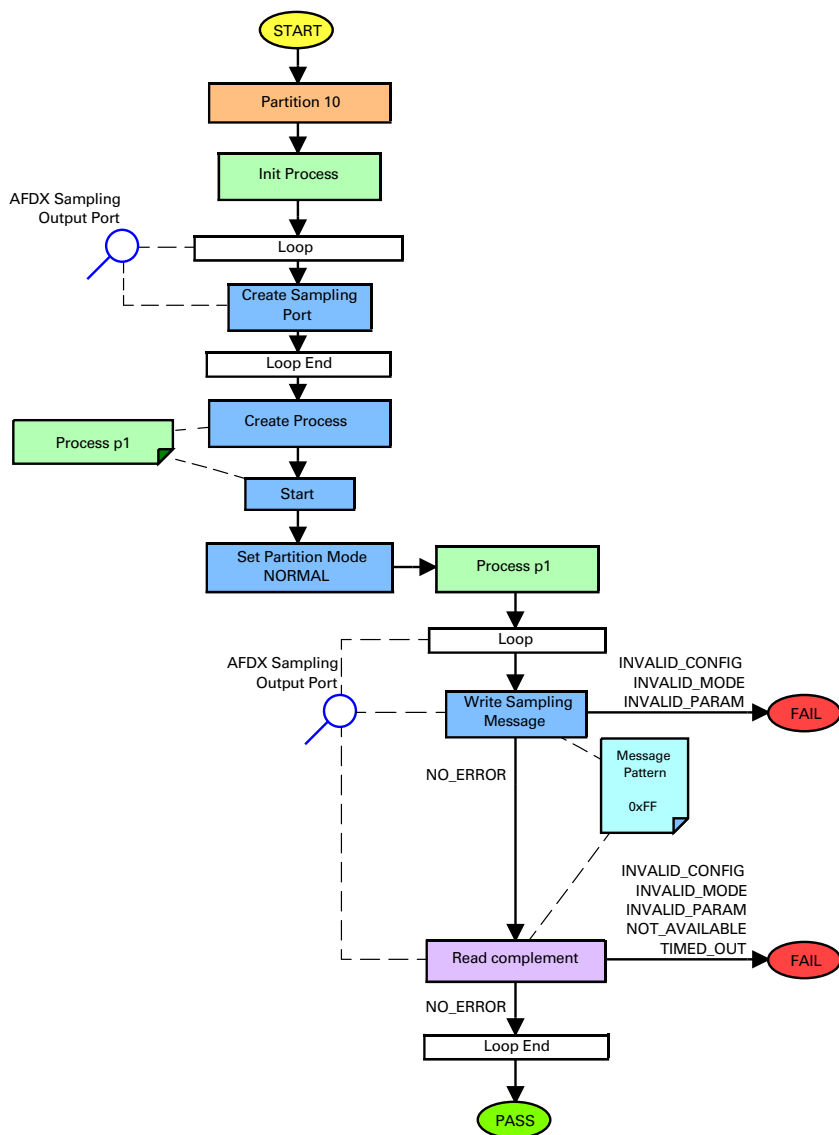 START
Partition 10
Init Process
AFDX Sampling
Output Port
Loop
Create Sampling
Port
Loop End
Create Process
Process p1
Start
Set Partition Mode
NORMAL
Process p1
Loop
AFDX Sampling
Output Port
INVALID_CONFIG
INVALID_MODE
INVALID_PARAM
Write Sampling
Message
FAIL
NO_ERROR
Message
Pattern
0xFF
INVALID_CONFIG
INVALID_MODE
INVALID_PARAM
NOT_AVAILABLE
TIMED_OUT
Read complement
FAIL
NO_ERROR
Loop End
PASS